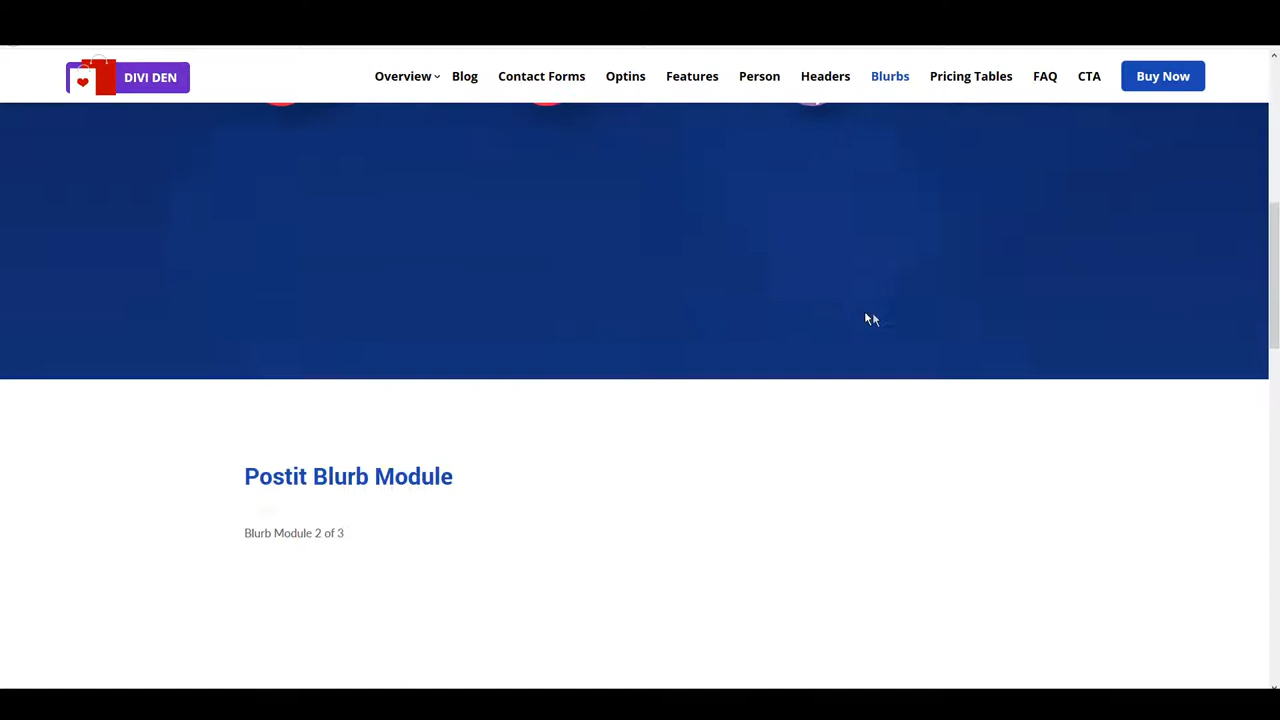 DIVI DEN
Overview Blog Contact Forms Optins Features Person Headers Blurbs Pricing Tables FAQ CTA Buy Now
Postit Blurb Module
Blurb Module 2 of 3